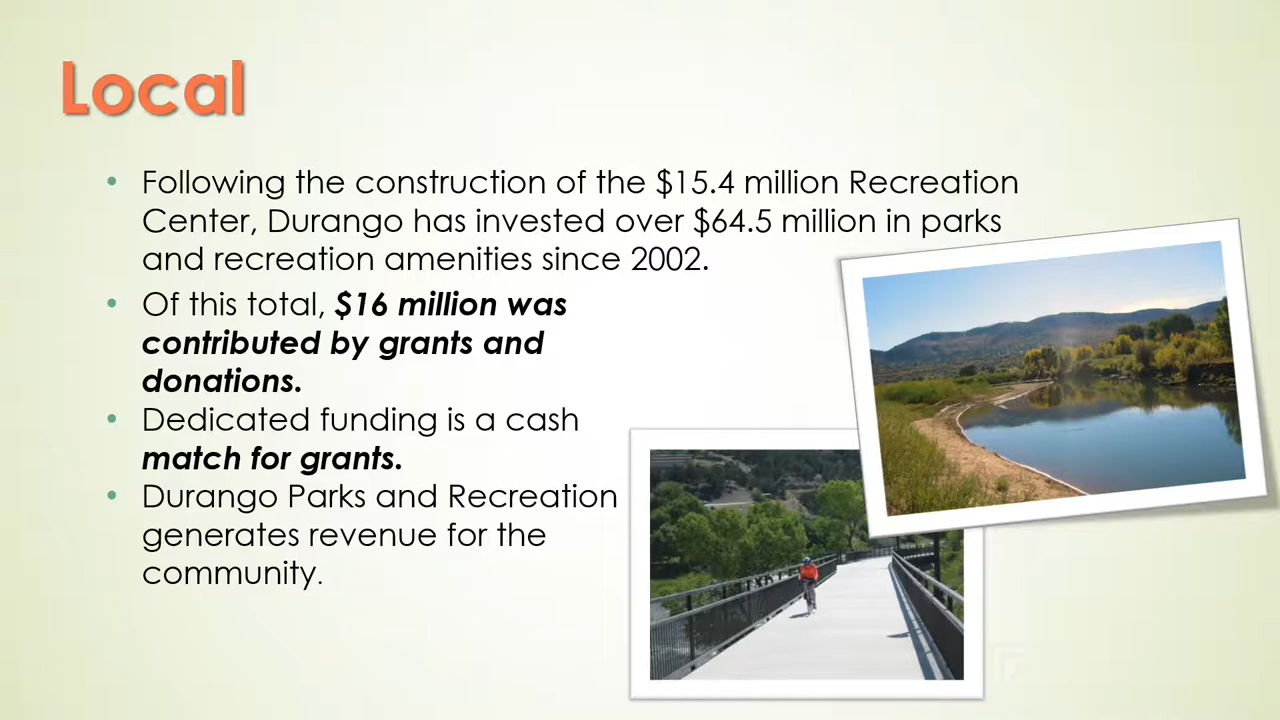 Local
• Following the construction of the $15.4 million Recreation
Center, Durango has invested over $64.5 million in parks
and recreation amenities since 2002.
• Of this total, $16 million was
contributed by grants and
donations.
• Dedicated funding is a cash
match for grants.
• Durango Parks and Recreation
generates revenue for the
community.